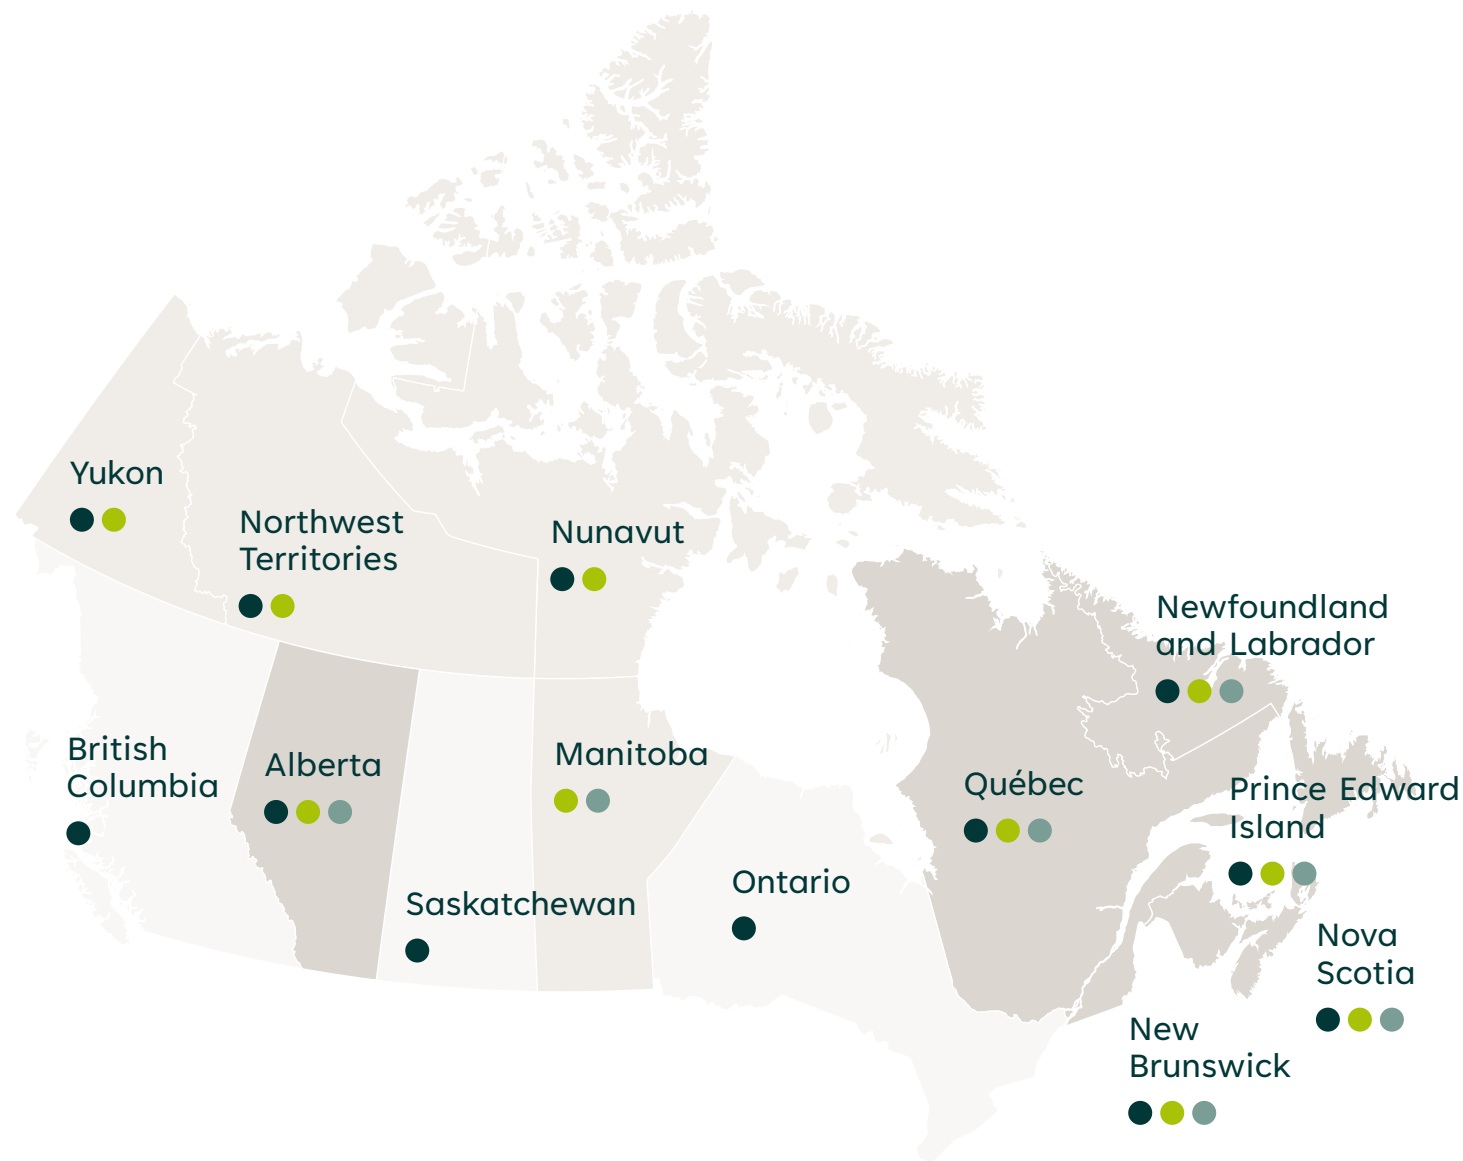 Yukon
Northwest
Territories
Nunavut
Newfoundland
and Labrador
British
Columbia
Alberta
Manitoba
Québec
Prince Edward
Island
Saskatchewan
Ontario
Nova
Scotia
New
Brunswick